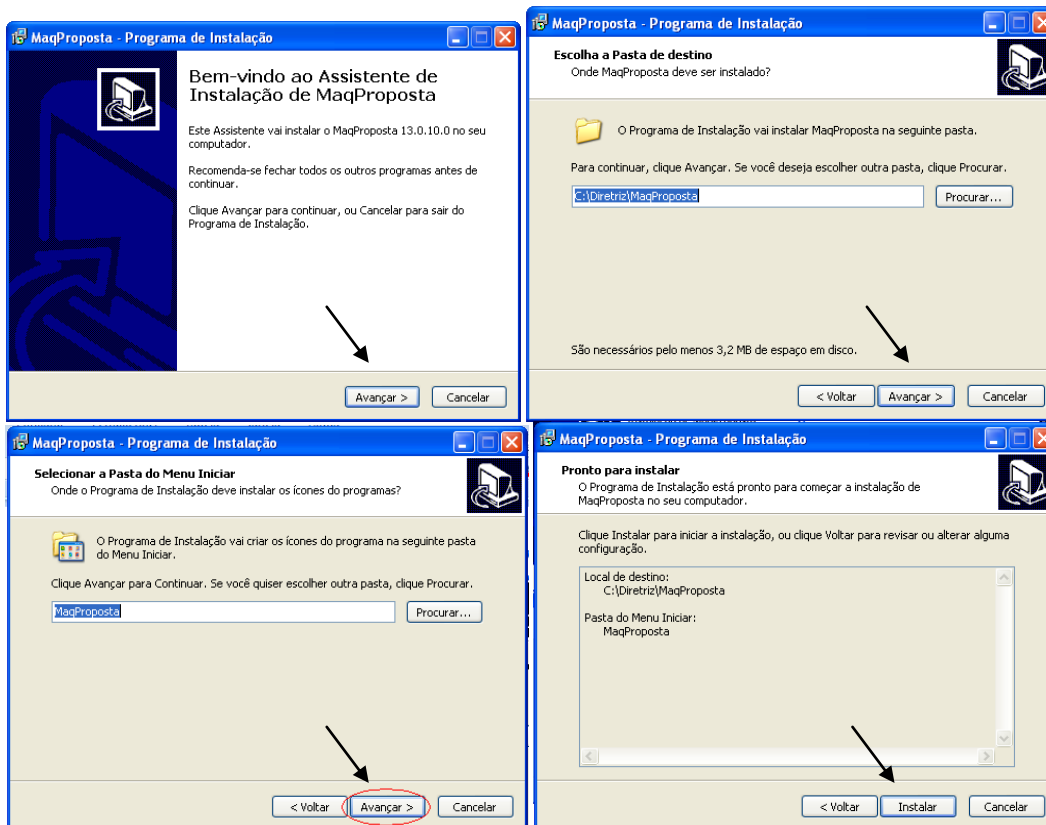 MaqProposta - Programa de Instalação
Bem-vindo ao Assistente de
Instalação de MaqProposta
Este Assistente vai instalar o MaqProposta 13.0.10.0 no seu
computador.
Recomenda-se fechar todos os outros programas antes de
continuar.
Clique Avançar para continuar, ou Cancelar para sair do
Programa de Instalação.
Avançar >
Cancelar
MaqProposta - Programa de Instalação
Escolha a Pasta de destino
Onde MaqProposta deve ser instalado?
O Programa de Instalação vai instalar MaqProposta na seguinte pasta.
Para continuar, clique Avançar. Se você deseja escolher outra pasta, clique Procurar.
C:\Diretriz\MaqProposta
Procurar...
São necessários pelo menos 3,2 MB de espaço em disco.
< Voltar
Avançar >
Cancelar
MaqProposta - Programa de Instalação
Selecionar a Pasta do Menu Iniciar
Onde o Programa de Instalação deve instalar os ícones do programas?
O Programa de Instalação vai criar os ícones do programa na seguinte pasta
do Menu Iniciar.
Clique Avançar para Continuar. Se você quiser escolher outra pasta, clique Procurar.
MaqProposta
Procurar...
< Voltar
Avançar >
Cancelar
MaqProposta - Programa de Instalação
Pronto para instalar
O Programa de Instalação está pronto para começar a instalação de
MaqProposta no seu computador.
Clique Instalar para iniciar a instalação, ou clique Voltar para revisar ou alterar alguma
configuração.
Local de destino:
C:\Diretriz\MaqProposta
Pasta do Menu Iniciar:
MaqProposta
< Voltar
Instalar
Cancelar